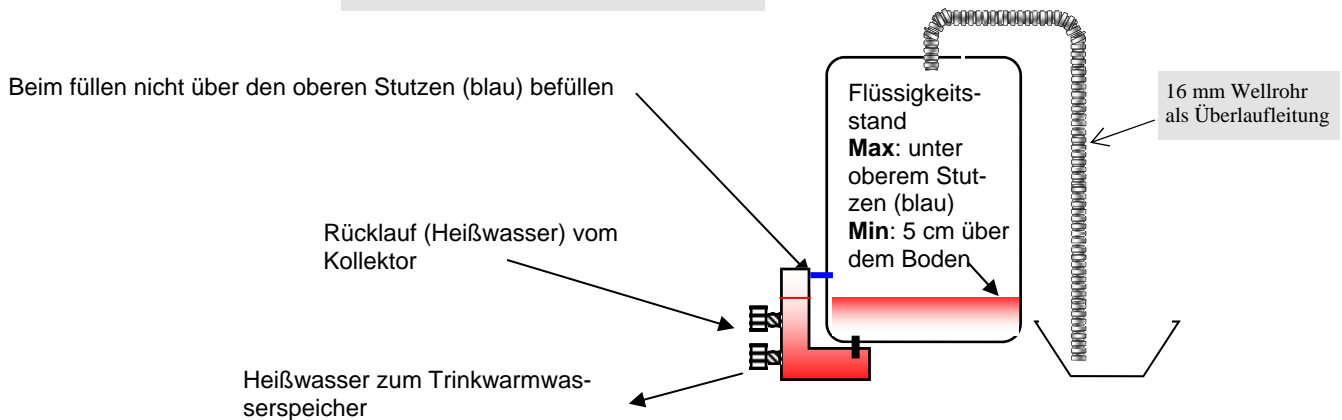 Beim füllen nicht über den oberen Stutzen (blau) befüllen
Flüssigkeits-
stand
Max: unter
oberem Stut-
zen (blau)
Min: 5 cm über
dem Boden
16 mm Wellrohr
als Überlaufleitung
Rücklauf (Heißwasser) vom
Kollektor
Heißwasser zum Trinkwarmwas-
serspeicher